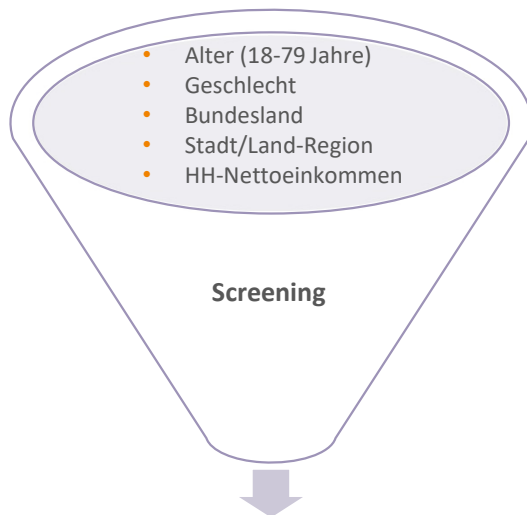 • Alter (18-79 Jahre)
• Geschlecht
• Bundesland
• Stadt/Land-Region
• HH-Nettoeinkommen
Screening